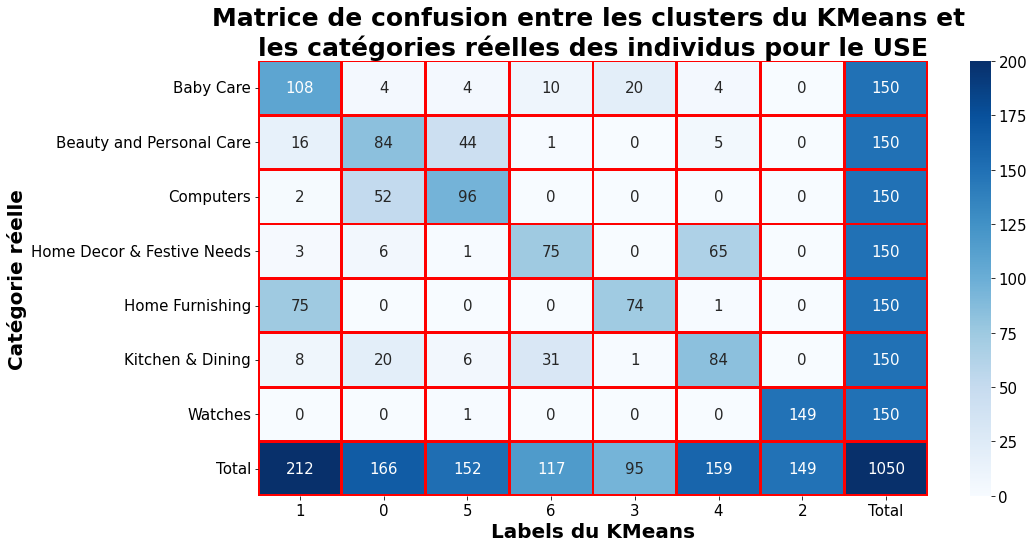 Matrice de confusion entre les clusters du KMeans et
les catégories réelles des individus pour le USE
Catégorie réelle
Baby Care 108 4 4 10 20 4 0 150
Beauty and Personal Care 16 84 44 1 0 5 0 150
Computers 2 52 96 0 0 0 0 150
Home Decor & Festive Needs 3 6 1 75 0 65 0 150
Home Furnishing 75 0 0 0 74 1 0 150
Kitchen & Dining 8 20 6 31 1 84 0 150
Watches 0 0 1 0 0 0 149 150
Total 212 166 152 117 95 159 149 1050
1 0 5 6 3 4 2 Total
Labels du KMeans
200
175
150
125
100
75
50
25
0